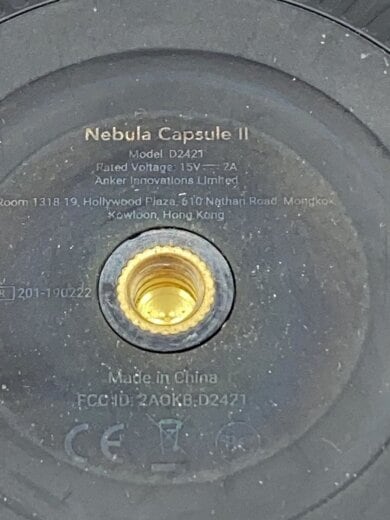 Nebula Capsule II
Model: D2421
Rated Voltage: 15V⎓2A
Anker Innovations Limited
Room 1318-19, Hollywood Plaza, 610 Nathan Road, Mongkok
Kowloon, Hong Kong
R 201-190222
Made in China
FCC ID: 2AOKB-D2421
CE